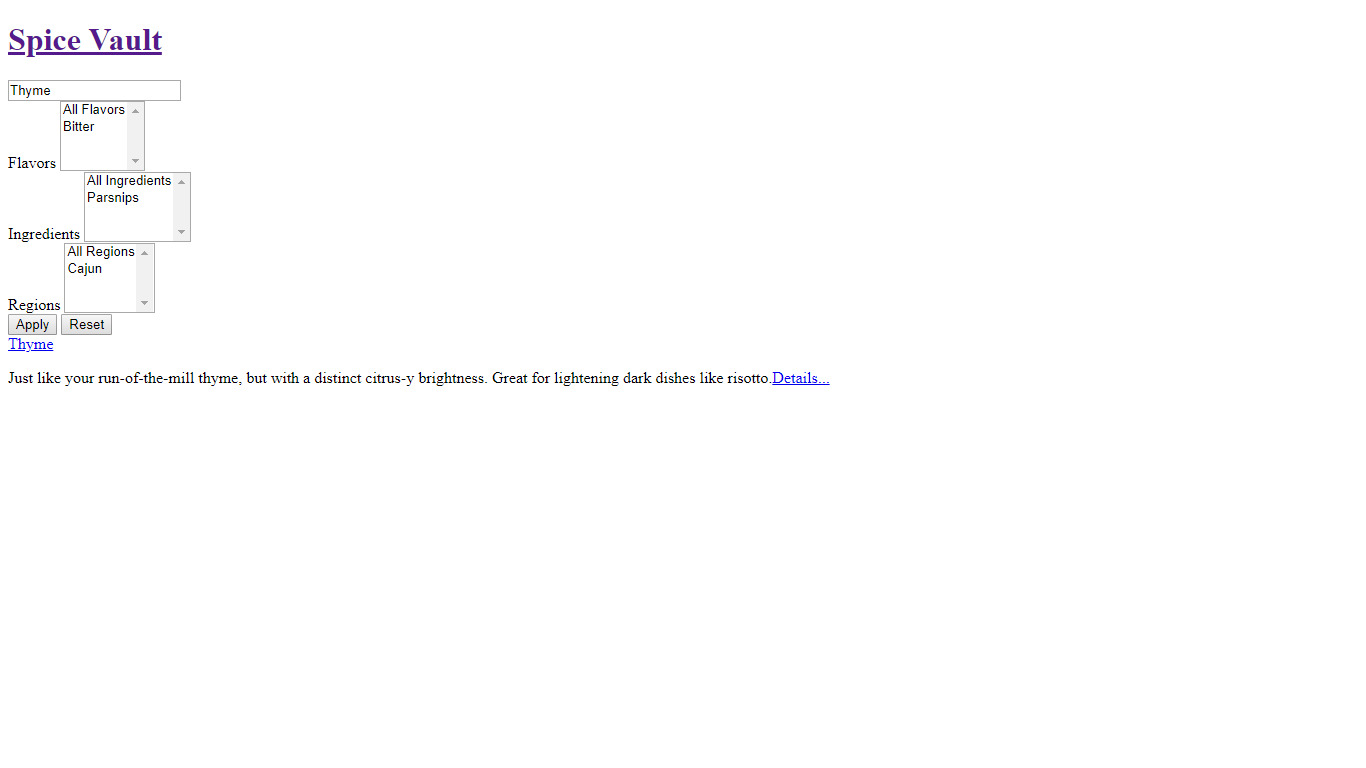 Spice Vault
Thyme
All Flavors
Bitter
Flavors
All Ingredients
Parsnips
Ingredients
All Regions
Cajun
Regions
Apply Reset
Thyme
Just like your run-of-the-mill thyme, but with a distinct citrus-y brightness. Great for lightening dark dishes like risotto.Details...